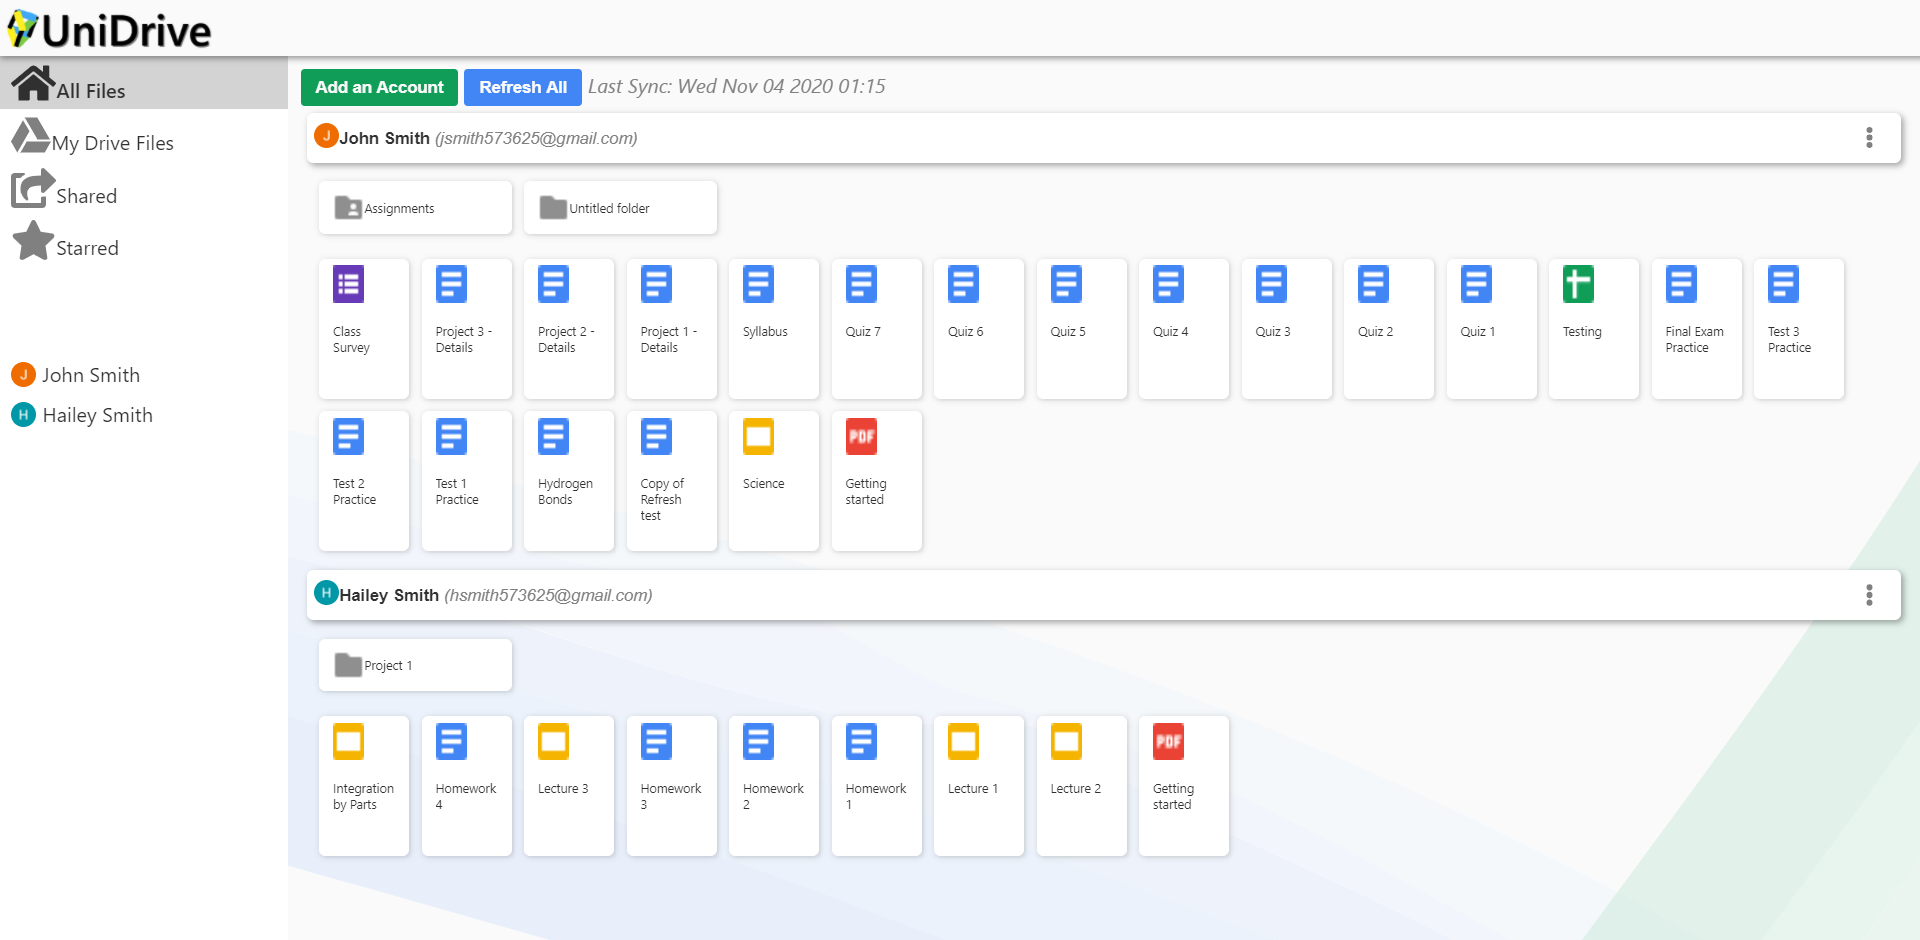 UniDrive
All Files
My Drive Files
Shared
Starred
J John Smith
H Hailey Smith
Add an Account
Refresh All
Last Sync: Wed Nov 04 2020 01:15
J John Smith (jsmith573625@gmail.com)
Assignments
Untitled folder
Class
Survey
Project 3 -
Details
Project 2 -
Details
Project 1 -
Details
Syllabus
Quiz 7
Quiz 6
Quiz 5
Quiz 4
Quiz 3
Quiz 2
Quiz 1
Testing
Final Exam
Practice
Test 3
Practice
Test 2
Practice
Test 1
Practice
Hydrogen
Bonds
Copy of
Refresh
test
Science
PDF
Getting
started
H Hailey Smith (hsmith573625@gmail.com)
Project 1
Integration
by Parts
Homework
4
Lecture 3
Homework
3
Homework
2
Homework
1
Lecture 1
Lecture 2
PDF
Getting
started